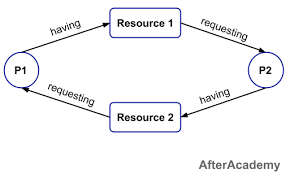 having
Resource 1
requesting
P1
P2
requesting
Resource 2
having
AfterAcademy